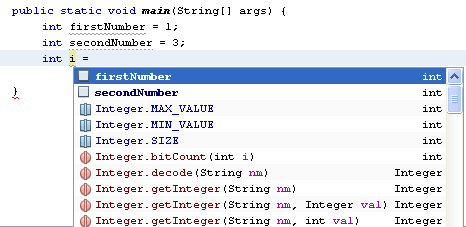 public static void main(String[] args) {
int firstNumber = 1;
int secondNumber = 3;
int i =
firstNumber int
secondNumber int
Integer.MAX_VALUE int
Integer.MIN_VALUE int
Integer.SIZE int
Integer.bitCount(int i) int
Integer.decode(String nm) Integer
Integer.getInteger(String nm) Integer
Integer.getInteger(String nm, Integer val) Integer
Integer.getInteger(String nm, int val) Integer
}